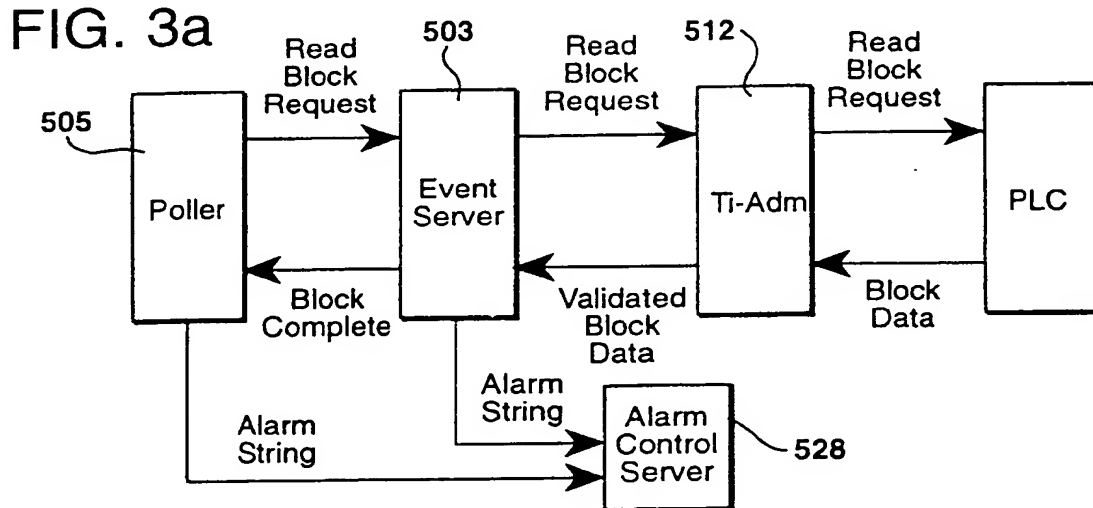 FIG. 3a
503
512
505
Read
Block
Request
Read
Block
Request
Read
Block
Request
Poller
Event
Server
Ti-Adm
PLC
Block
Complete
Validated
Block
Data
Block
Data
Alarm
String
Alarm
String
Alarm
Control
Server
528